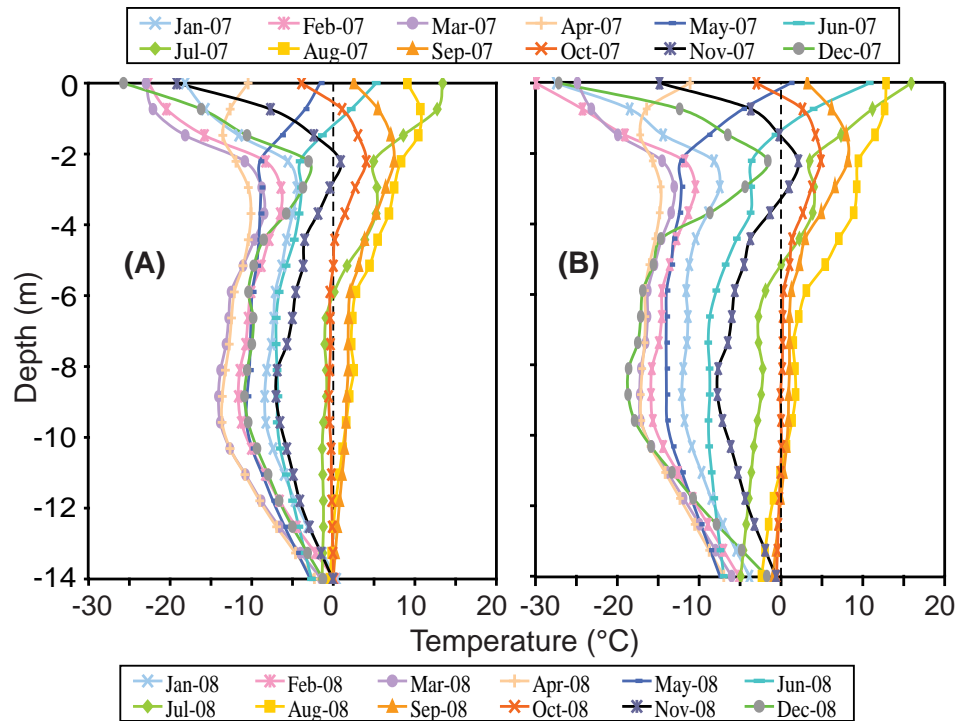 Jan-07 Feb-07 Mar-07 Apr-07 May-07 Jun-07
Jul-07 Aug-07 Sep-07 Oct-07 Nov-07 Dec-07
0
-2
-4
-6
-8
-10
-12
-14
Depth (m)
(A)
(B)
-30 -20 -10 0 10 20
-30 -20 -10 0 10 20
Temperature (°C)
Jan-08 Feb-08 Mar-08 Apr-08 May-08 Jun-08
Jul-08 Aug-08 Sep-08 Oct-08 Nov-08 Dec-08